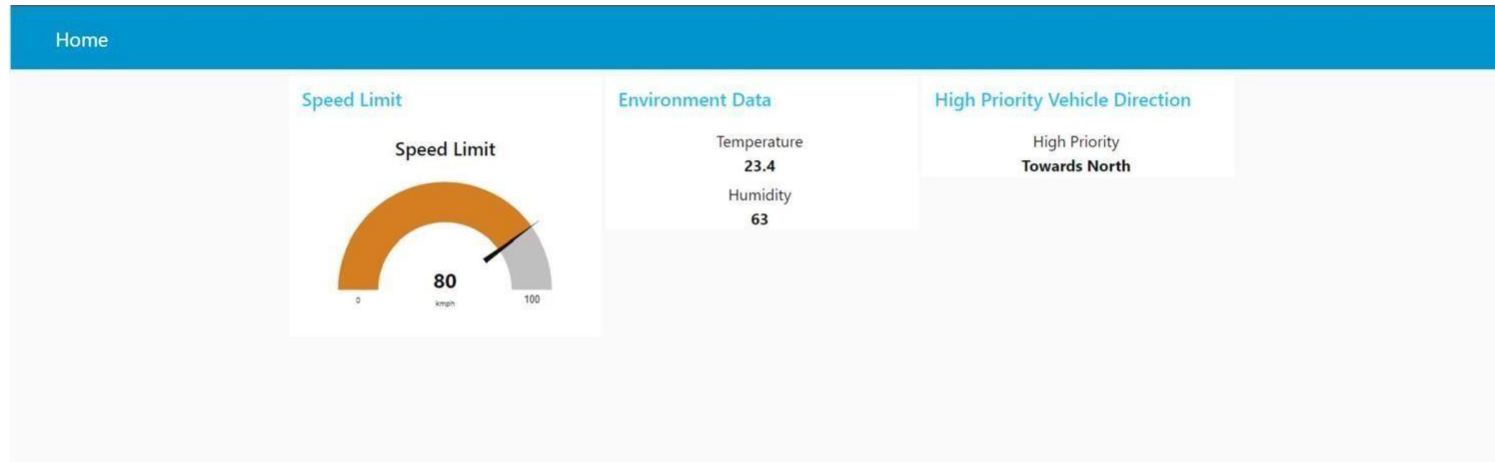 Home
Speed Limit
Speed Limit
80
0
kmph
100
Environment Data
Temperature
23.4
Humidity
63
High Priority Vehicle Direction
High Priority
Towards North